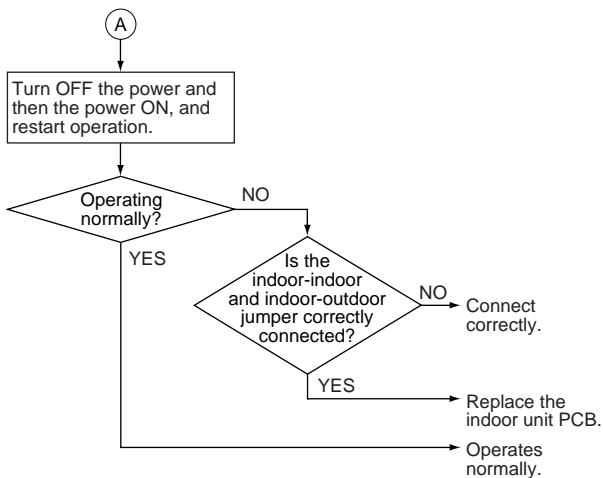 A
Turn OFF the power and
then the power ON, and
restart operation.
Operating
normally?
NO
YES
Is the
indoor-indoor
and indoor-outdoor
jumper correctly
connected?
NO
Connect
correctly.
YES
Replace the
indoor unit PCB.
Operates
normally.